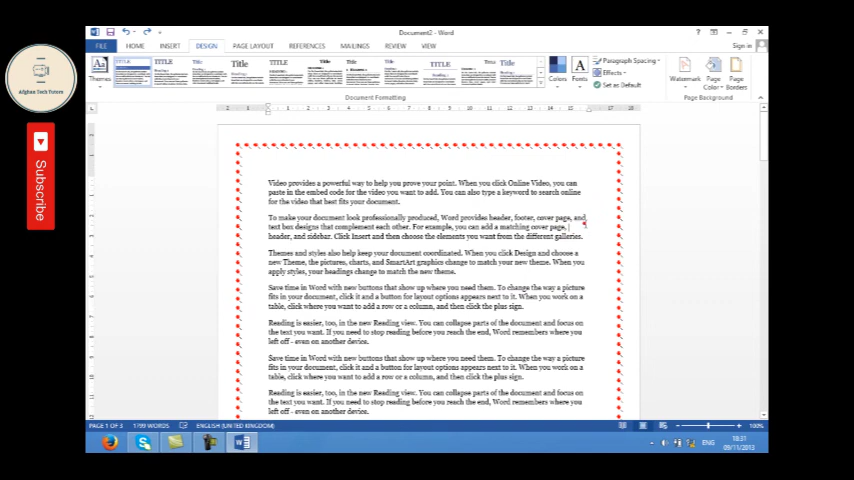 Document2 - Word
Sign in
FILE HOME INSERT DESIGN PAGE LAYOUT REFERENCES MAILINGS REVIEW VIEW
Themes
Colors
Fonts
Paragraph Spacing
Effects
Set as Default
Watermark
Page Color
Page Borders
Document Formatting
Page Background
Afghan Tech Tutors
Subscribe
Video provides a powerful way to help you prove your point. When you click Online Video, you can
paste in the embed code for the video you want to add. You can also type a keyword to search online
for the video that best fits your document.
To make your document look professionally produced, Word provides header, footer, cover page, and
text box designs that complement each other. For example, you can add a matching cover page,
header, and sidebar. Click Insert and then choose the elements you want from the different galleries.
Themes and styles also help keep your document coordinated. When you click Design and choose a
new Theme, the pictures, charts, and SmartArt graphics change to match your new theme. When you
apply styles, your headings change to match the new theme.
Save time in Word with new buttons that show up where you need them. To change the way a picture
fits in your document, click it and a button for layout options appears next to it. When you work on a
table, click where you want to add a row or a column, and then click the plus sign.
Reading is easier, too, in the new Reading view. You can collapse parts of the document and focus on
the text you want. If you need to stop reading before you reach the end, Word remembers where you
left off - even on another device.
Save time in Word with new buttons that show up where you need them. To change the way a picture
fits in your document, click it and a button for layout options appears next to it. When you work on a
table, click where you want to add a row or a column, and then click the plus sign.
Reading is easier, too, in the new Reading view. You can collapse parts of the document and focus on
the text you want. If you need to stop reading before you reach the end, Word remembers where you
left off - even on another device.
PAGE 1 OF 3 1799 WORDS ENGLISH (UNITED KINGDOM) 100%
ENG
18:31
09/11/2013